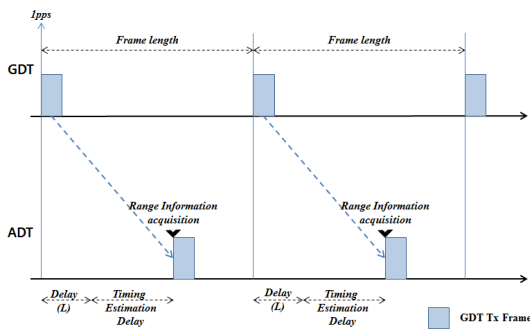 1pps
Frame length
Frame length
GDT
Range Information
acquisition
Range Information
acquisition
ADT
Delay
(L)
Timing
Estimation
Delay
Delay
(L)
Timing
Estimation
Delay
GDT Tx Frame